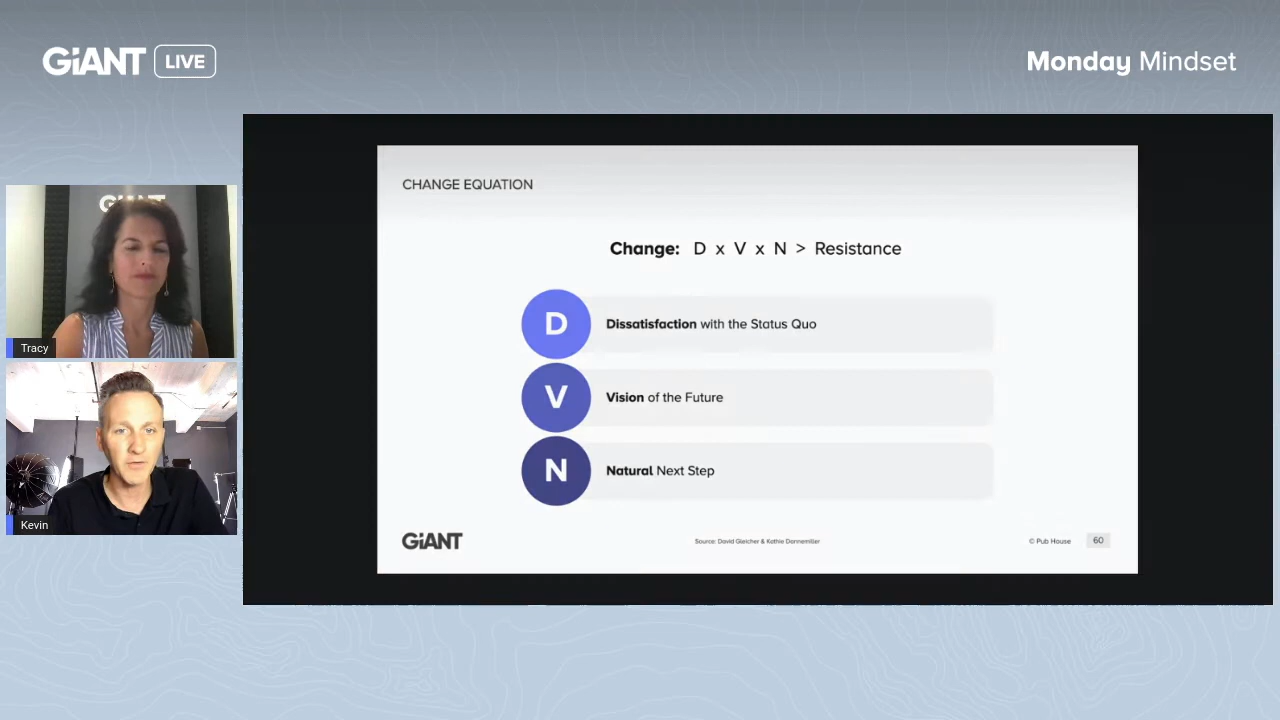 GiANT LIVE
Monday Mindset
CHANGE EQUATION
Change: D x V x N > Resistance
D
Dissatisfaction with the Status Quo
V
Vision of the Future
N
Natural Next Step
GiANT
Source: David Gleicher & Kathie Dannemiller
© Pub House
60
GiANT
Tracy
Kevin